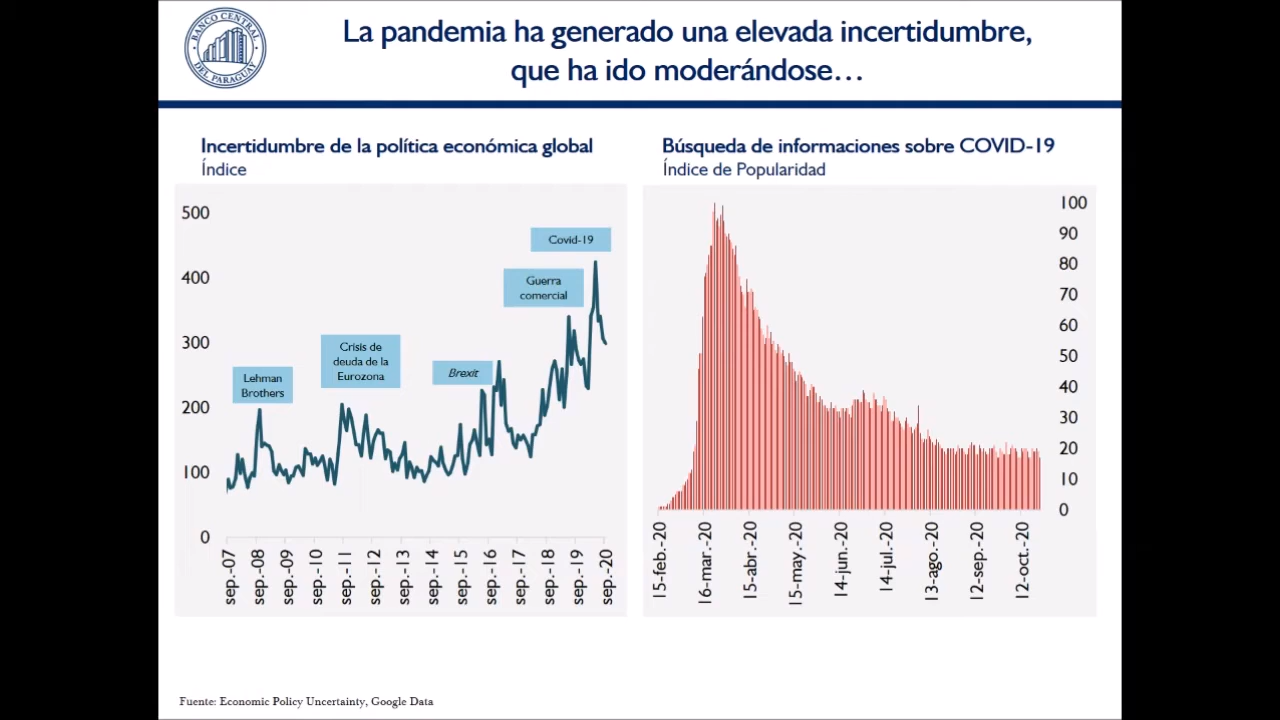 BANCO CENTRAL
DEL PARAGUAY
La pandemia ha generado una elevada incertidumbre,
que ha ido moderándose…
Incertidumbre de la política económica global
Índice
500
400
300
200
100
0
Lehman
Brothers
Crisis de
deuda de la
Eurozona
Brexit
Guerra
comercial
Covid-19
sep.-07
sep.-08
sep.-09
sep.-10
sep.-11
sep.-12
sep.-13
sep.-14
sep.-15
sep.-16
sep.-17
sep.-18
sep.-19
sep.-20
Búsqueda de informaciones sobre COVID-19
Índice de Popularidad
100
90
80
70
60
50
40
30
20
10
0
15-feb.-20
16-mar.-20
15-abr.-20
15-may.-20
14-jun.-20
14-jul.-20
13-ago.-20
12-sep.-20
12-oct.-20
Fuente: Economic Policy Uncertainty, Google Data